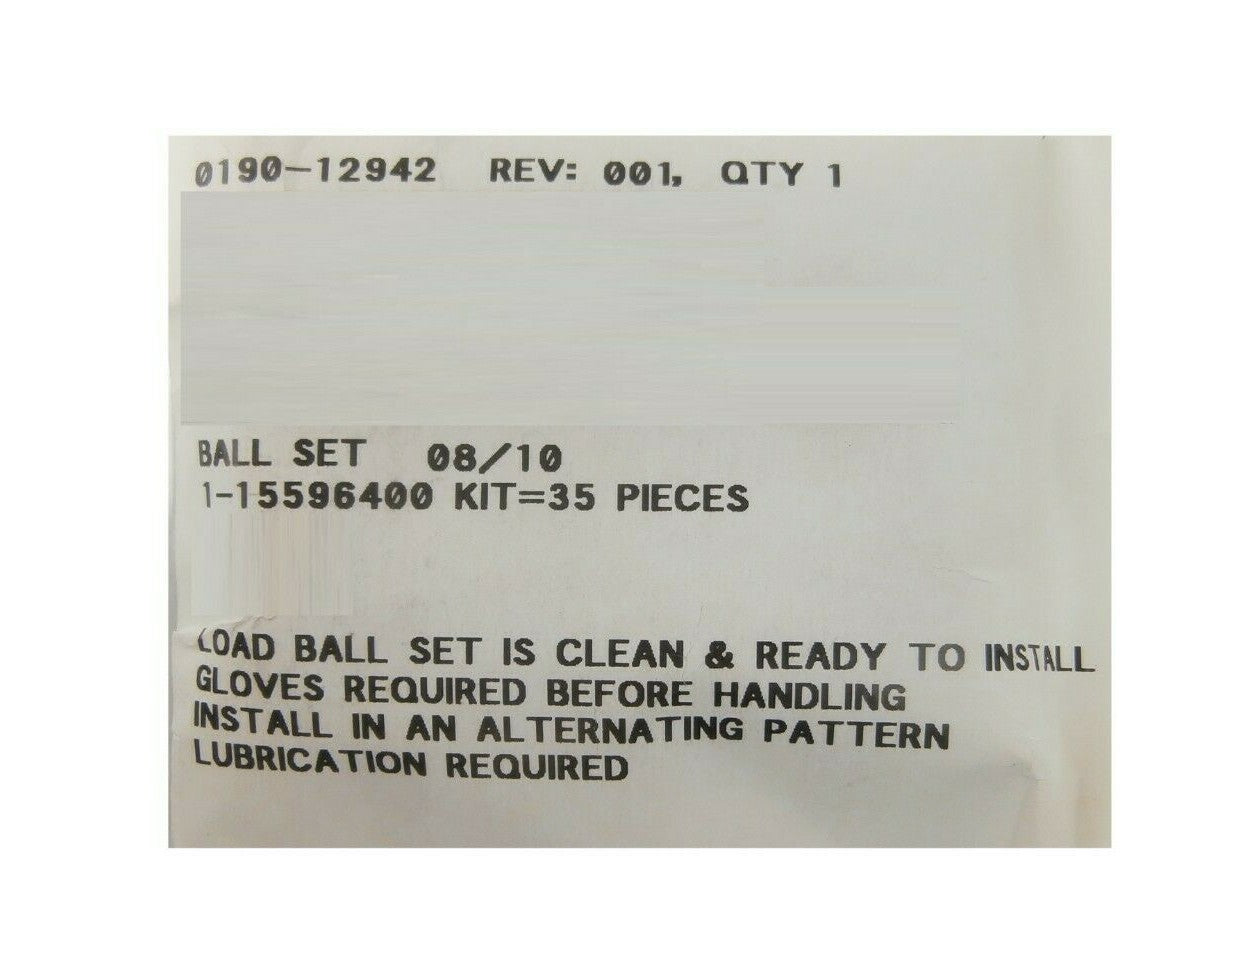 0190-12942 REV: 001, QTY 1
BALL SET 08/10
1-15596400 KIT=35 PIECES
LOAD BALL SET IS CLEAN & READY TO INSTALL
GLOVES REQUIRED BEFORE HANDLING
INSTALL IN AN ALTERNATING PATTERN
LUBRICATION REQUIRED